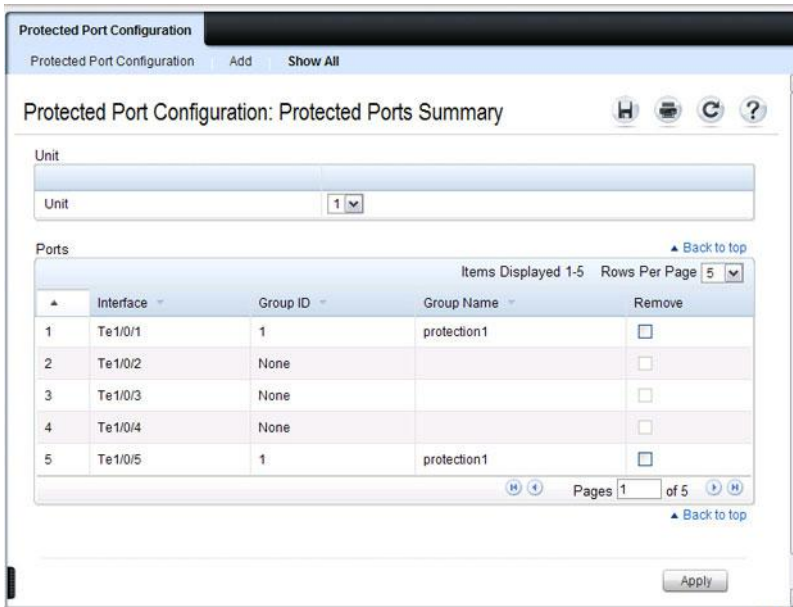 Protected Port Configuration
Protected Port Configuration Add Show All
Protected Port Configuration: Protected Ports Summary
Unit
Unit 1
Ports Back to top
Items Displayed 1-5 Rows Per Page 5
Interface Group ID Group Name Remove
1 Te1/0/1 1 protection1
2 Te1/0/2 None
3 Te1/0/3 None
4 Te1/0/4 None
5 Te1/0/5 1 protection1
Pages 1 of 5
Back to top
Apply